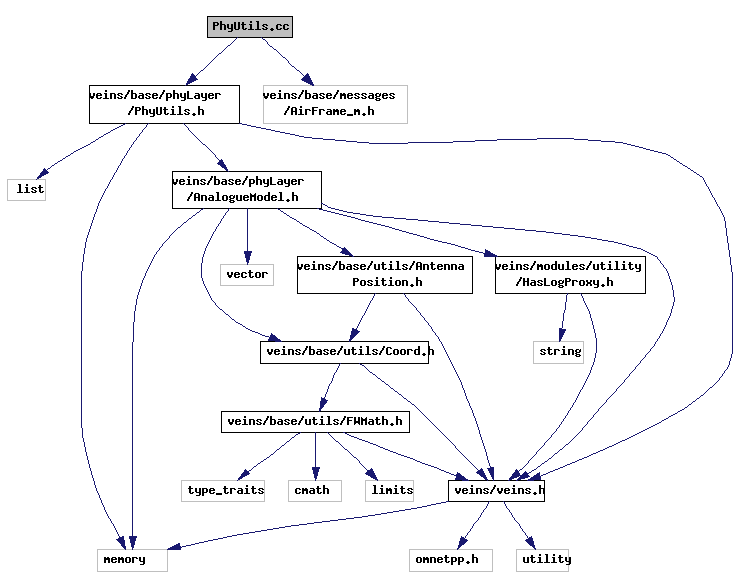 PhyUtils.cc
veins/base/phyLayer
/PhyUtils.h
veins/base/messages
/AirFrame_m.h
list
veins/base/phyLayer
/AnalogueModel.h
vector
veins/base/utils/Antenna
Position.h
veins/modules/utility
/HasLogProxy.h
veins/base/utils/Coord.h
string
veins/base/utils/FWMath.h
type_traits
cmath
limits
veins/veins.h
memory
omnetpp.h
utility